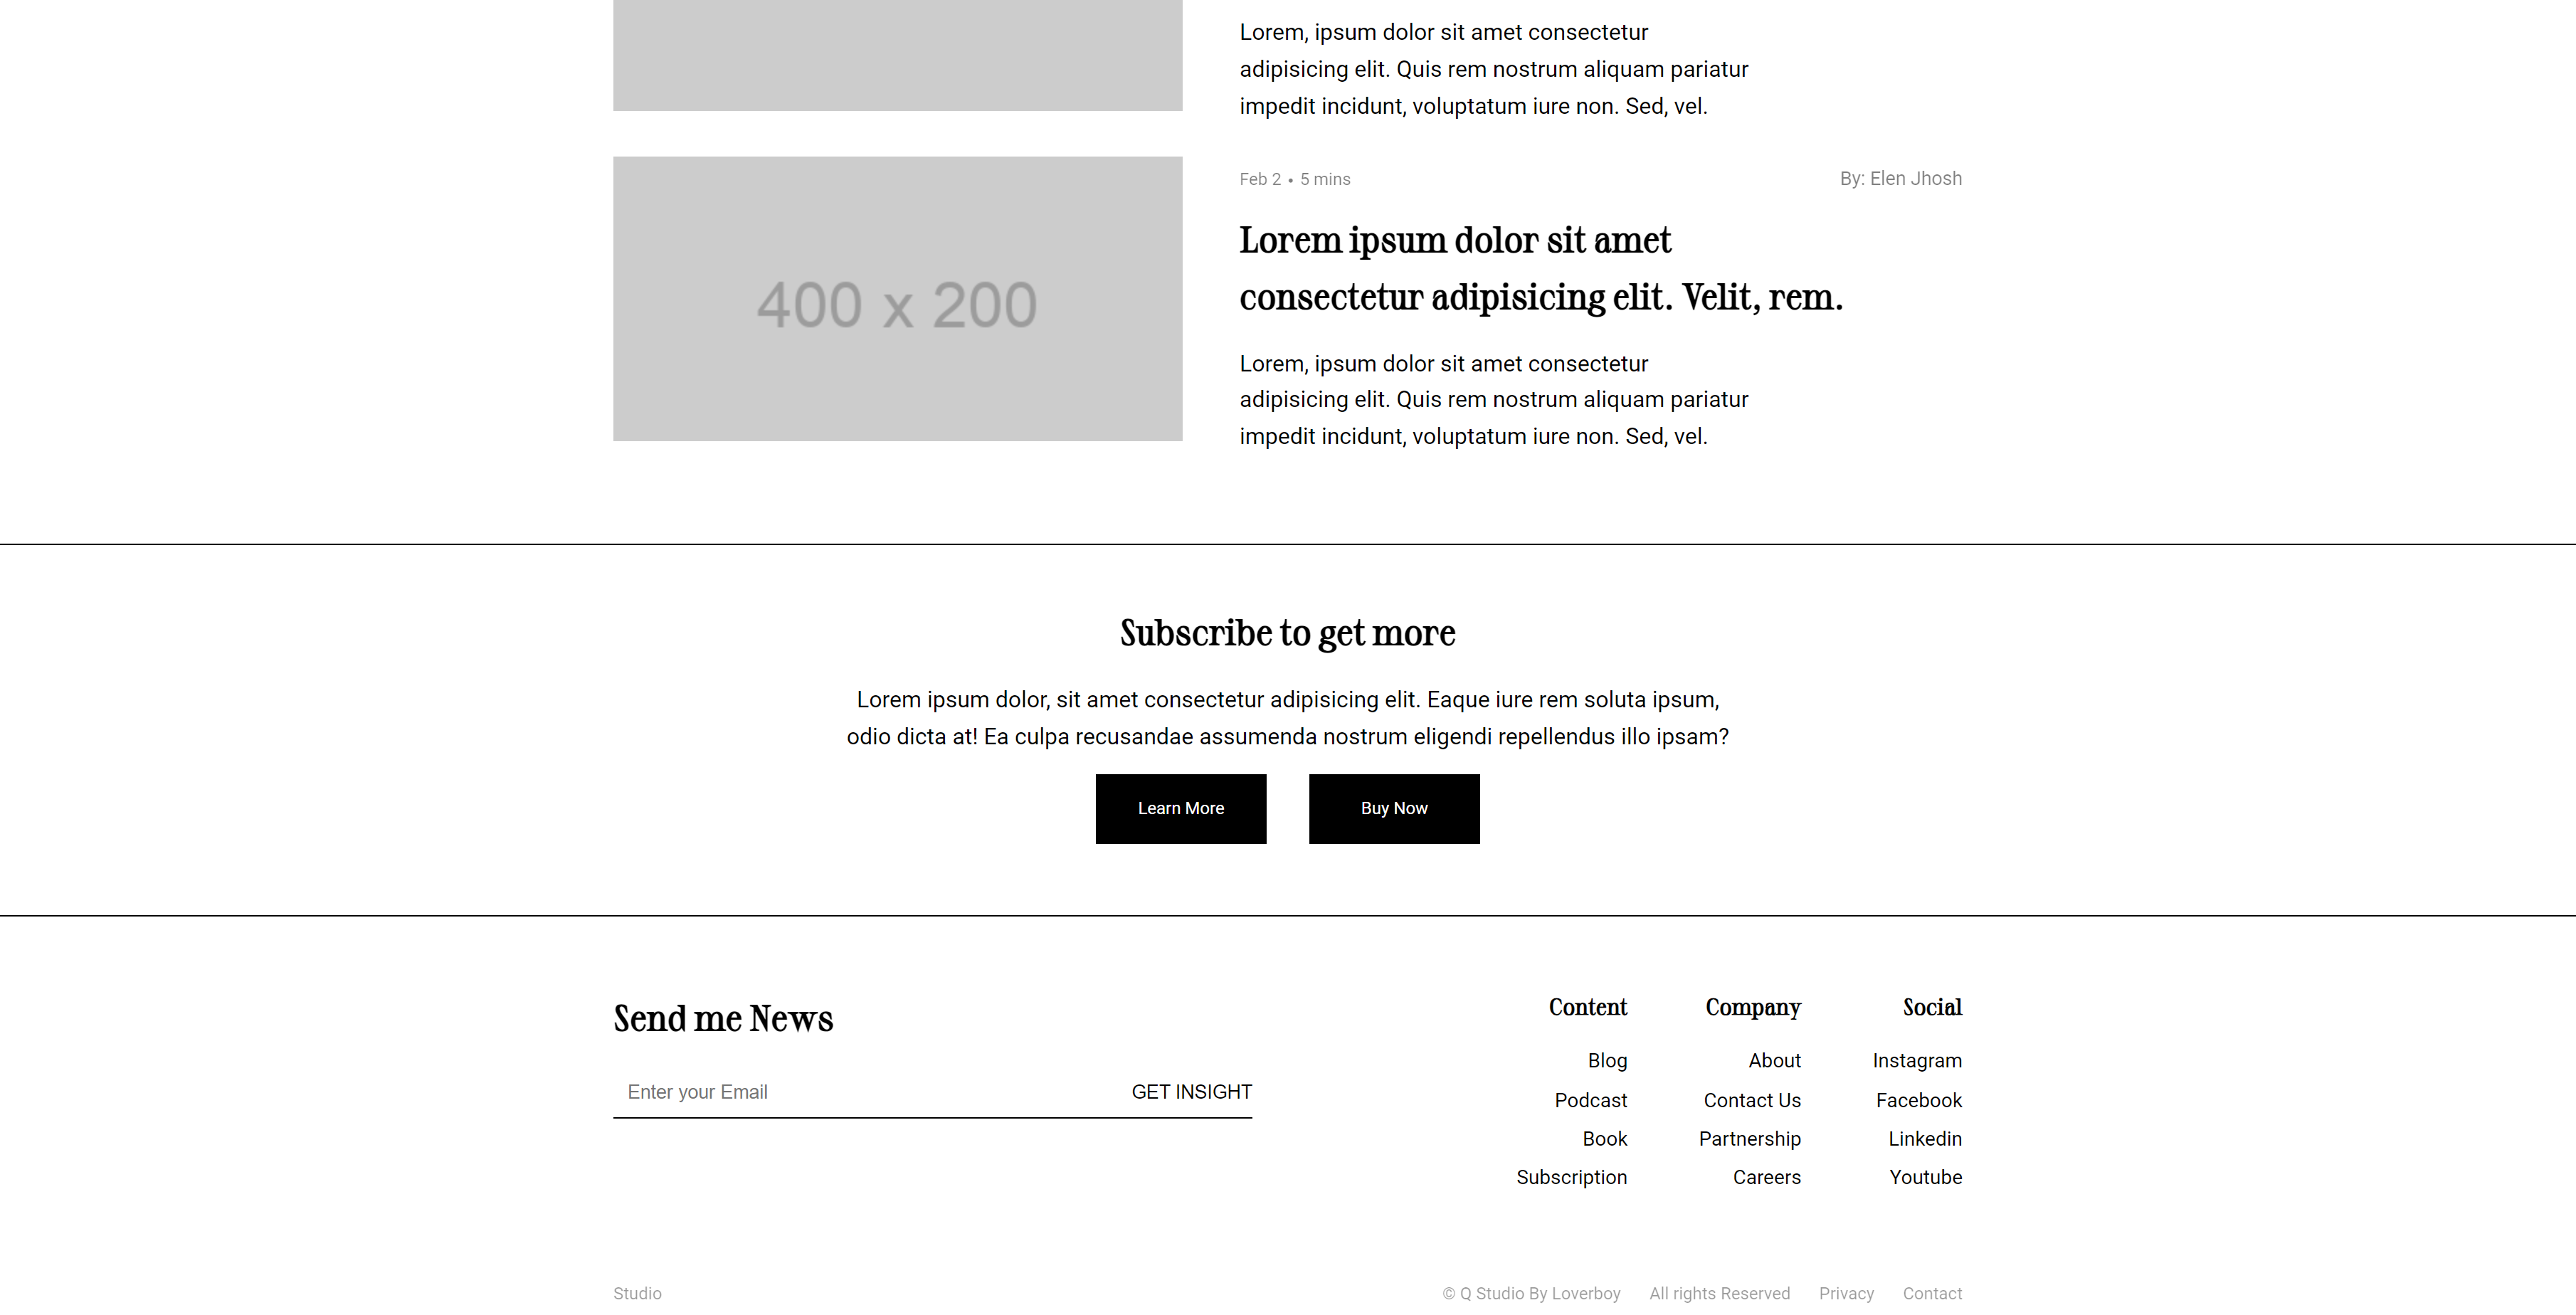 Lorem, ipsum dolor sit amet consectetur
adipisicing elit. Quis rem nostrum aliquam pariatur
impedit incidunt, voluptatum iure non. Sed, vel.
400 x 200
Feb 2 • 5 mins
By: Elen Jhosh
Lorem ipsum dolor sit amet
consectetur adipisicing elit. Velit, rem.
Lorem, ipsum dolor sit amet consectetur
adipisicing elit. Quis rem nostrum aliquam pariatur
impedit incidunt, voluptatum iure non. Sed, vel.
Subscribe to get more
Lorem ipsum dolor, sit amet consectetur adipisicing elit. Eaque iure rem soluta ipsum,
odio dicta at! Ea culpa recusandae assumenda nostrum eligendi repellendus illo ipsam?
Learn More
Buy Now
Send me News
Enter your Email
GET INSIGHT
Content
Blog
Podcast
Book
Subscription
Company
About
Contact Us
Partnership
Careers
Social
Instagram
Facebook
Linkedin
Youtube
Studio
© Q Studio By Loverboy
All rights Reserved
Privacy
Contact